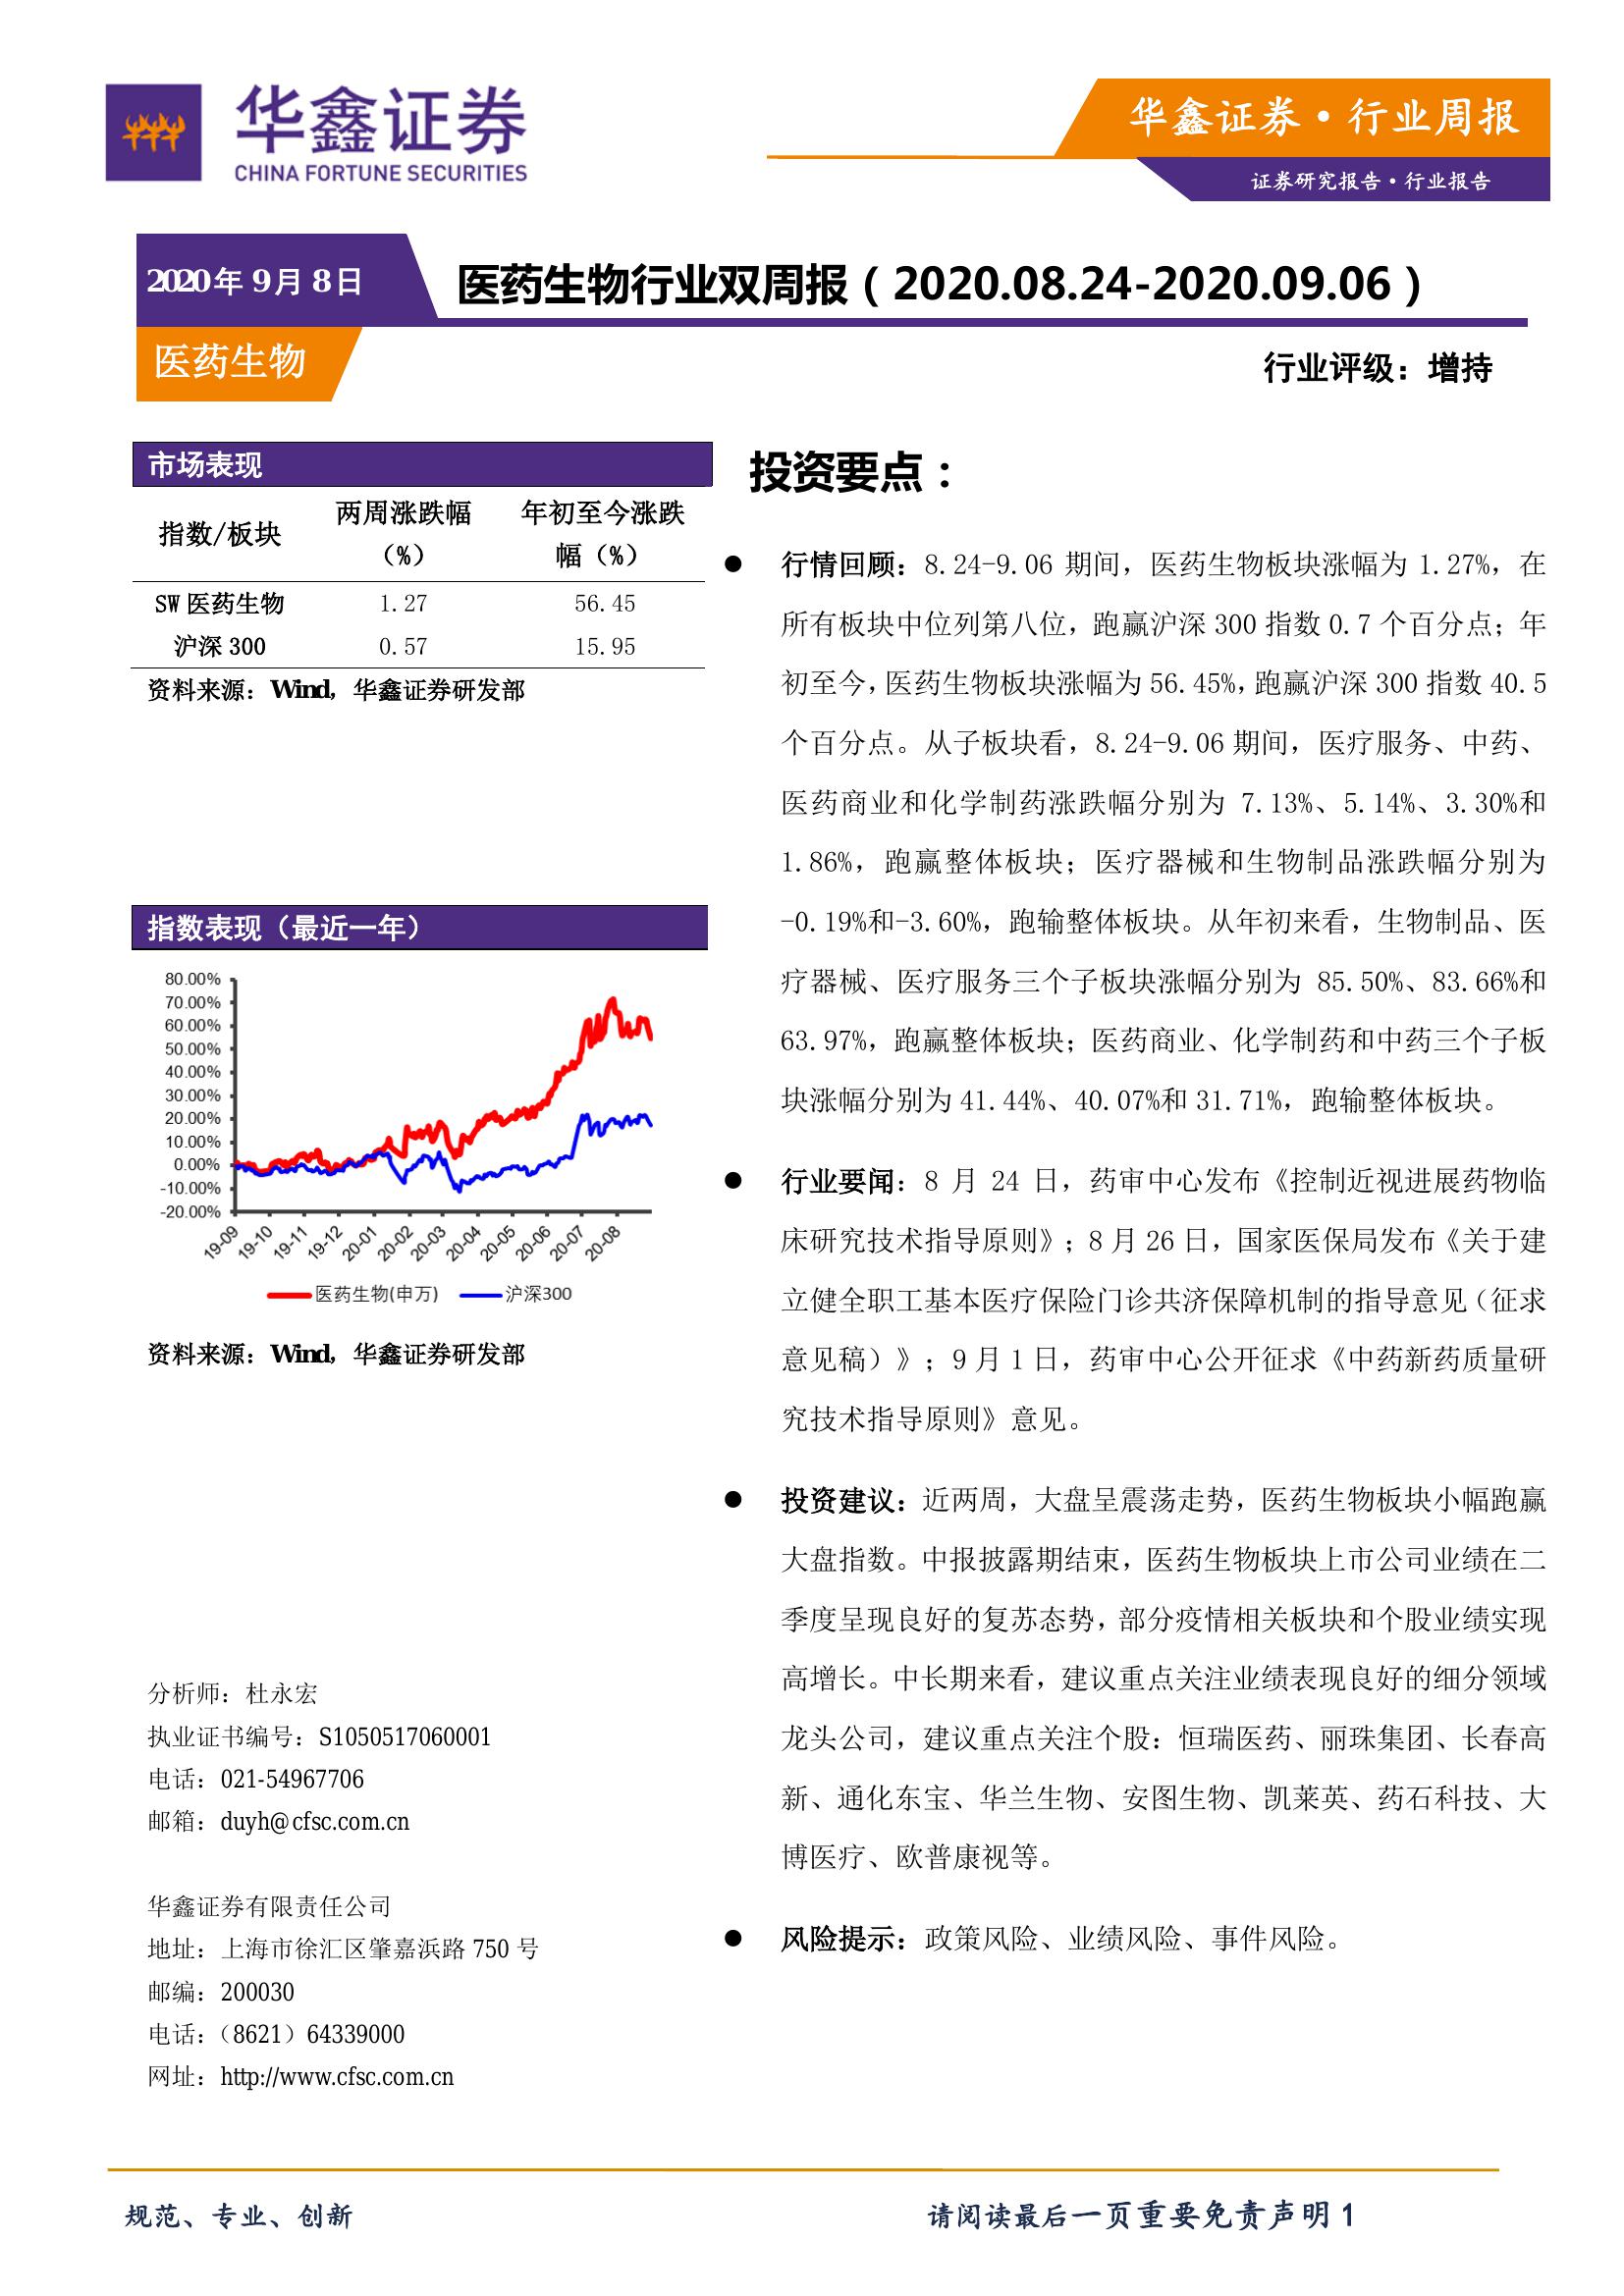 华鑫证券
CHINA FORTUNE SECURITIES
华鑫证券·行业周报
证券研究报告·行业报告
2020年9月8日
医药生物行业双周报（2020.08.24-2020.09.06）
医药生物
行业评级：增持
市场表现
指数/板块 两周涨跌幅（%） 年初至今涨跌幅（%）
SW 医药生物 1.27 56.45
沪深 300 0.57 15.95
资料来源：Wind，华鑫证券研发部
指数表现（最近一年）
80.00%
70.00%
60.00%
50.00%
40.00%
30.00%
20.00%
10.00%
0.00%
-10.00%
-20.00%
19-09 19-10 19-11 19-12 20-01 20-02 20-03 20-04 20-05 20-06 20-07 20-08
医药生物(申万) 沪深300
资料来源：Wind，华鑫证券研发部
分析师：杜永宏
执业证书编号：S1050517060001
电话：021-54967706
邮箱：duyh@cfsc.com.cn
华鑫证券有限责任公司
地址：上海市徐汇区肇嘉浜路 750 号
邮编：200030
电话：（8621）64339000
网址：http://www.cfsc.com.cn
投资要点：
● 行情回顾：8.24-9.06 期间，医药生物板块涨幅为 1.27%，在
所有板块中位列第八位，跑赢沪深 300 指数 0.7 个百分点；年
初至今，医药生物板块涨幅为 56.45%，跑赢沪深 300 指数 40.5
个百分点。从子板块看，8.24-9.06 期间，医疗服务、中药、
医药商业和化学制药涨跌幅分别为 7.13%、5.14%、3.30%和
1.86%，跑赢整体板块；医疗器械和生物制品涨跌幅分别为
-0.19%和-3.60%，跑输整体板块。从年初来看，生物制品、医
疗器械、医疗服务三个子板块涨幅分别为 85.50%、83.66%和
63.97%，跑赢整体板块；医药商业、化学制药和中药三个子板
块涨幅分别为 41.44%、40.07%和 31.71%，跑输整体板块。
● 行业要闻：8 月 24 日，药审中心发布《控制近视进展药物临
床研究技术指导原则》；8 月 26 日，国家医保局发布《关于建
立健全职工基本医疗保险门诊共济保障机制的指导意见（征求
意见稿）》；9 月 1 日，药审中心公开征求《中药新药质量研
究技术指导原则》意见。
● 投资建议：近两周，大盘呈震荡走势，医药生物板块小幅跑赢
大盘指数。中报披露期结束，医药生物板块上市公司业绩在二
季度呈现良好的复苏态势，部分疫情相关板块和个股业绩实现
高增长。中长期来看，建议重点关注业绩表现良好的细分领域
龙头公司，建议重点关注个股：恒瑞医药、丽珠集团、长春高
新、通化东宝、华兰生物、安图生物、凯莱英、药石科技、大
博医疗、欧普康视等。
● 风险提示：政策风险、业绩风险、事件风险。
规范、专业、创新
请阅读最后一页重要免责声明 1